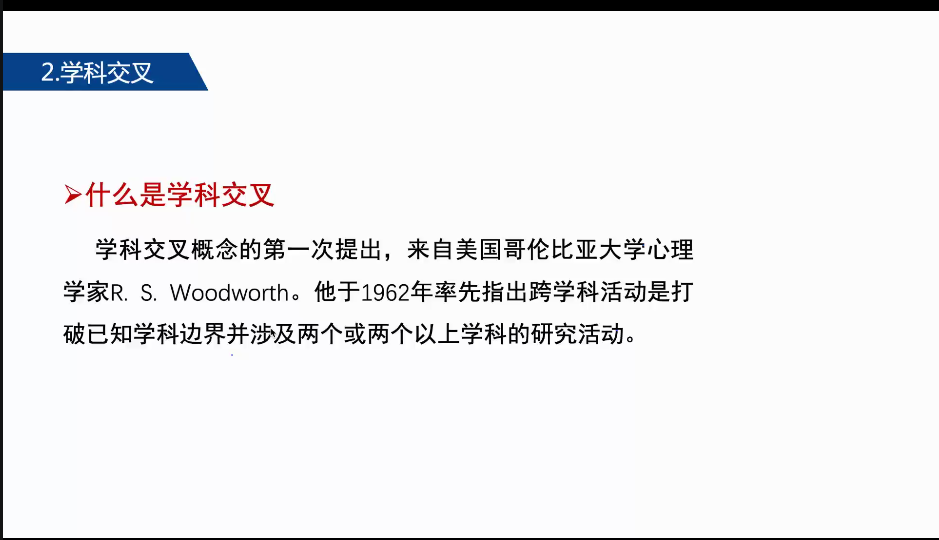 2.学科交叉
➢什么是学科交叉
学科交叉概念的第一次提出，来自美国哥伦比亚大学心理
学家R. S. Woodworth。他于1962年率先指出跨学科活动是打
破已知学科边界并涉及两个或两个以上学科的研究活动。